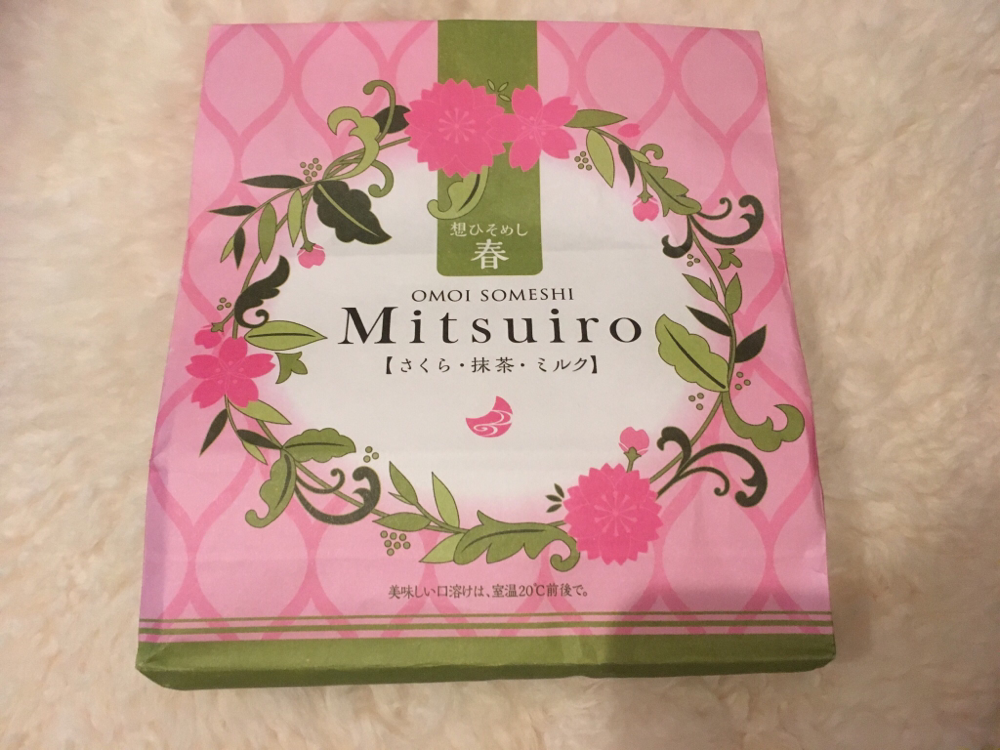 想ひそめし
春
OMOI SOMESHI
Mitsuiro
【さくら・抹茶・ミルク】
美味しい口溶けは、室温20℃前後で。